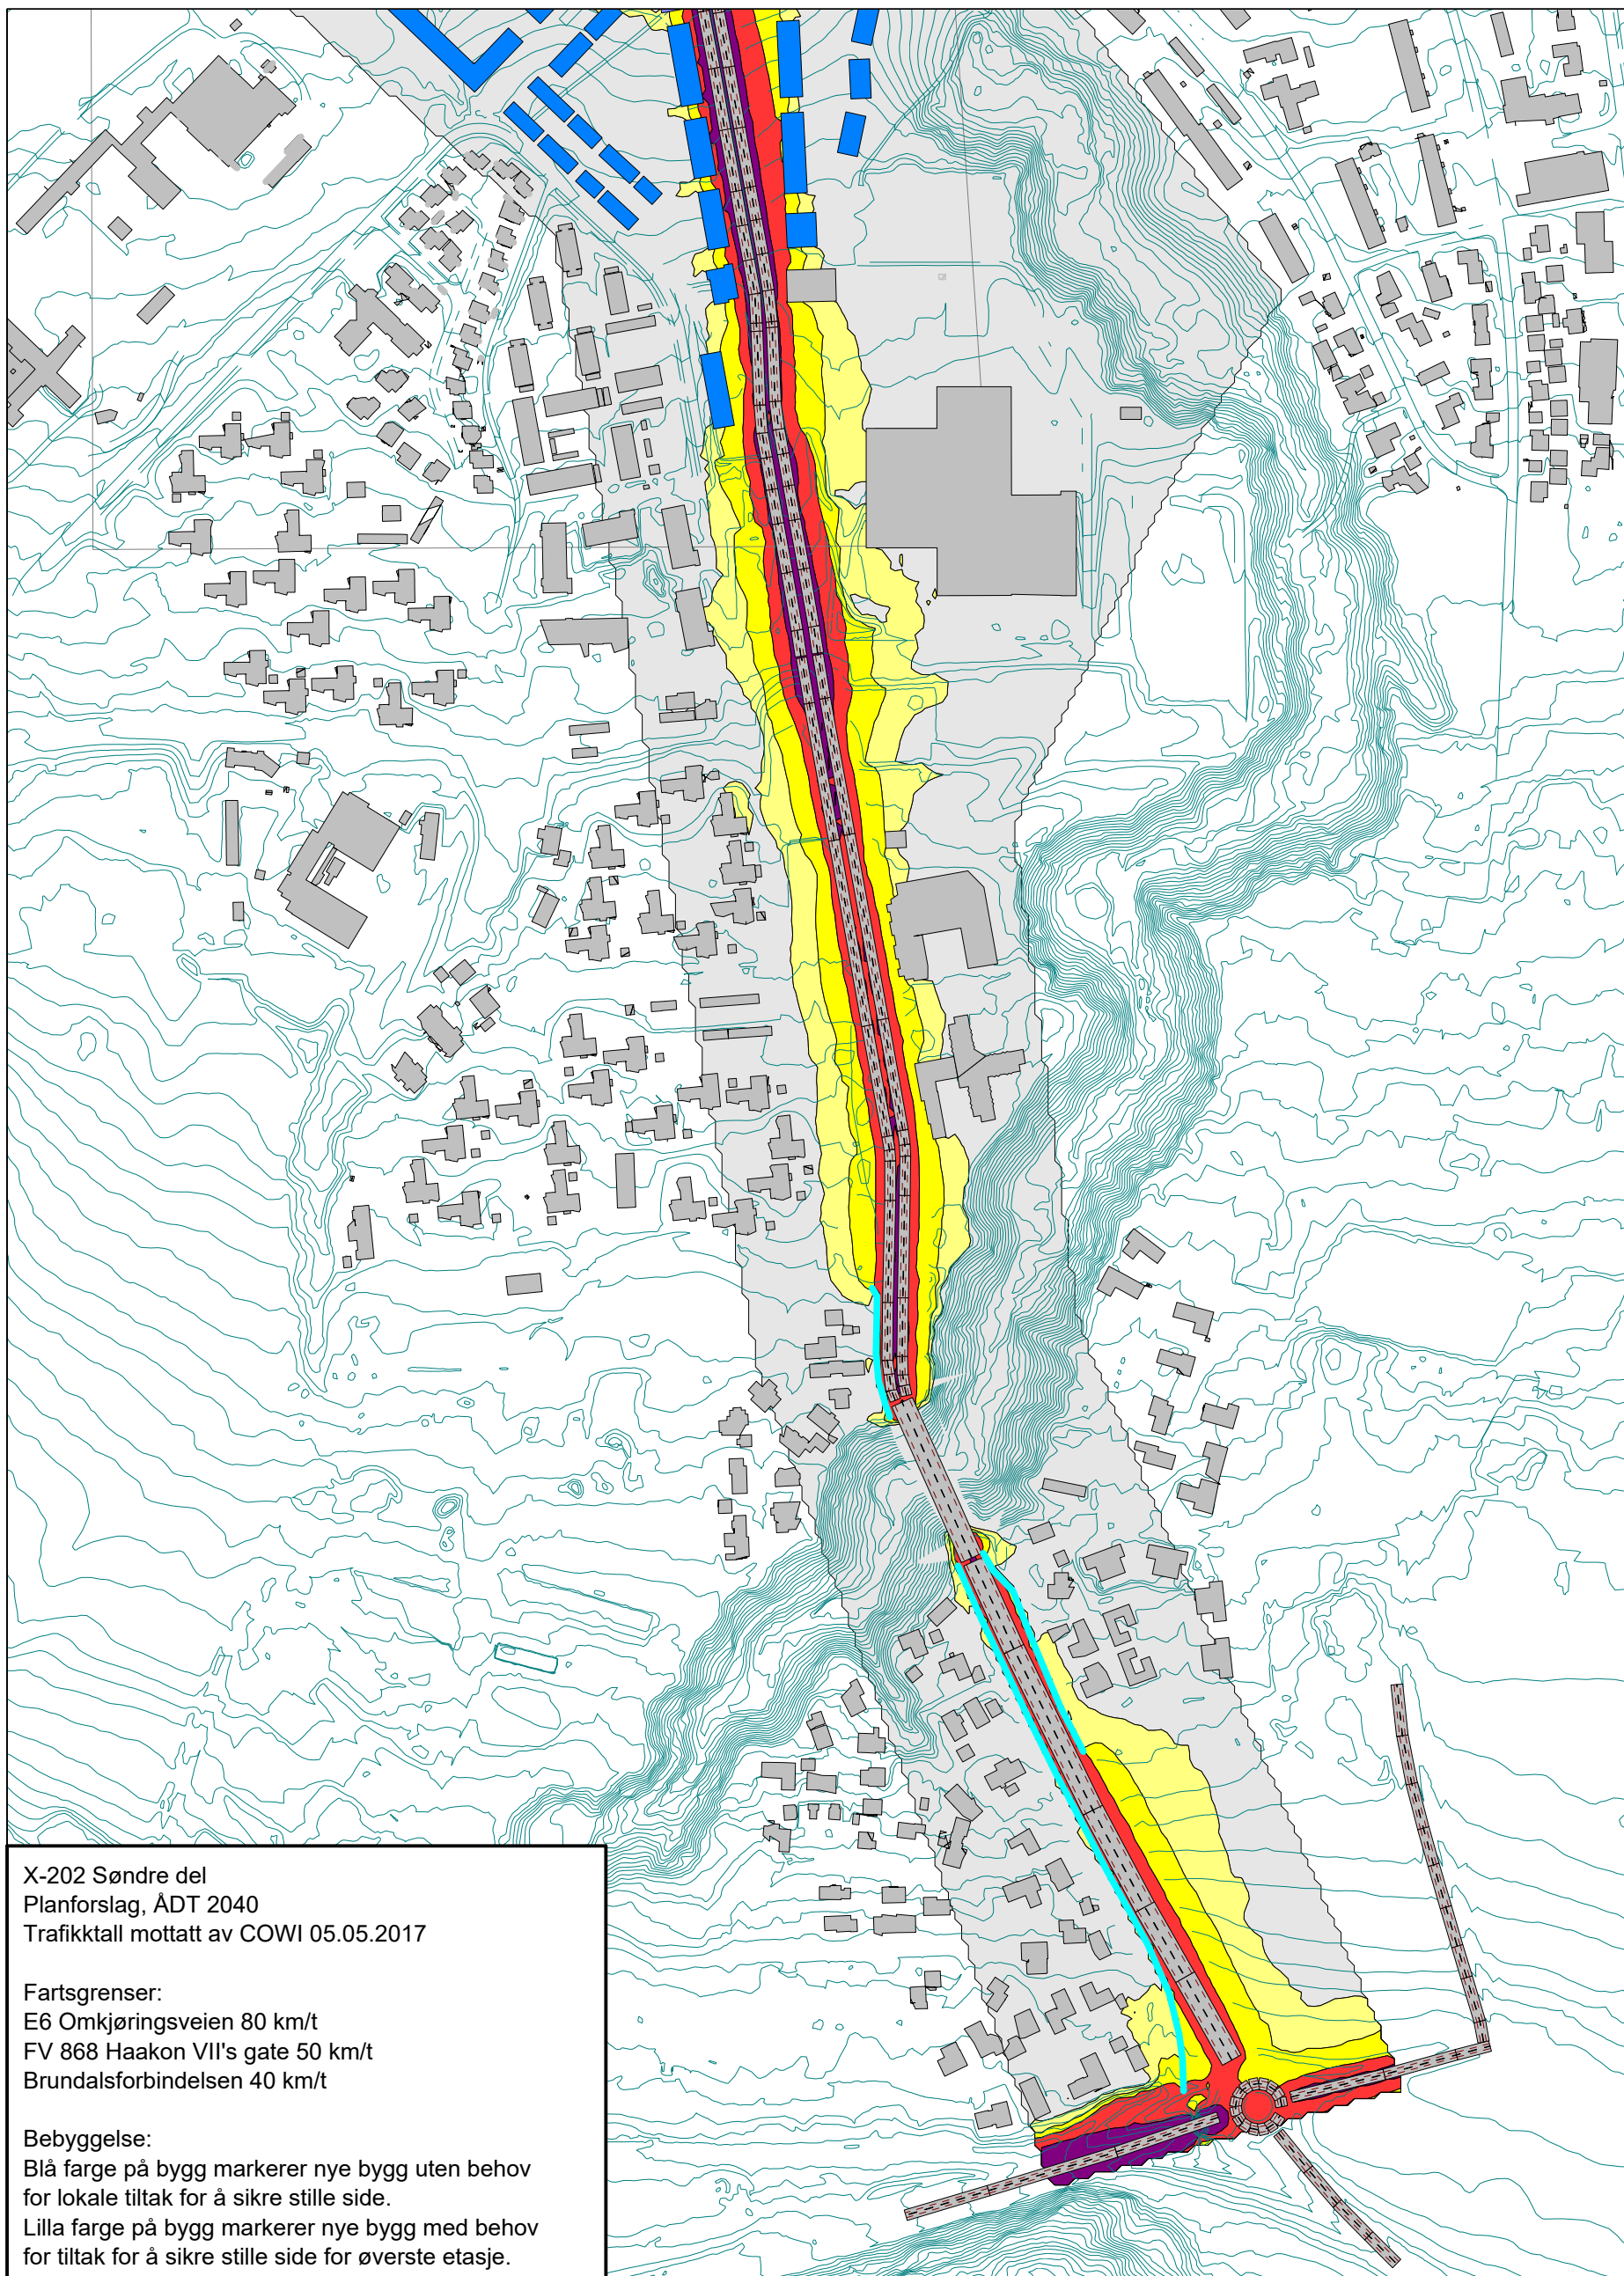 X-202 Søndre del
Planforslag, ÅDT 2040
Trafikktall mottatt av COWI 05.05.2017
Fartsgrenser:
E6 Omkjøringsveien 80 km/t
FV 868 Haakon VII's gate 50 km/t
Brundalsforbindelsen 40 km/t
Bebyggelse:
Blå farge på bygg markerer nye bygg uten behov
for lokale tiltak for å sikre stille side.
Lilla farge på bygg markerer nye bygg med behov
for tiltak for å sikre stille side for øverste etasje.